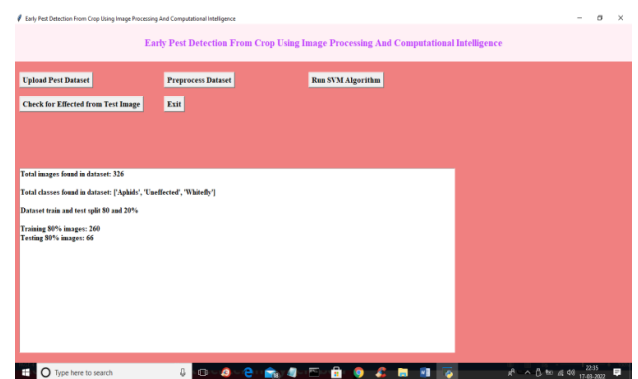 Early Pest Detection From Crop Using Image Processing And Computational Intelligence
Early Pest Detection From Crop Using Image Processing And Computational Intelligence
Upload Pest Dataset Preprocess Dataset Run SVM Algorithm
Check for Effected from Test Image Exit
Total images found in dataset: 326
Total classes found in dataset: ['Aphids', 'Uneffected', 'Whitefly']
Dataset train and test split 80 and 20%
Training 80% images: 260
Testing 80% images: 66
Type here to search
22:35
17-03-2022